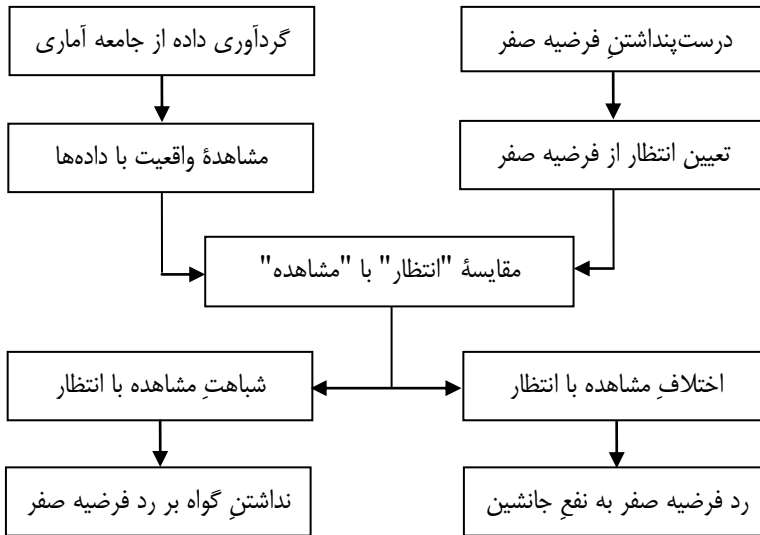 درست‌پنداشتنِ فرضیه صفر
گردآوری داده از جامعه آماری
تعیین انتظار از فرضیه صفر
مشاهدۀ واقعیت با داده‌ها
مقایسۀ "انتظار" با "مشاهده"
اختلافِ مشاهده با انتظار
شباهتِ مشاهده با انتظار
رد فرضیه صفر به نفعِ جانشین
نداشتنِ گواه بر رد فرضیه صفر